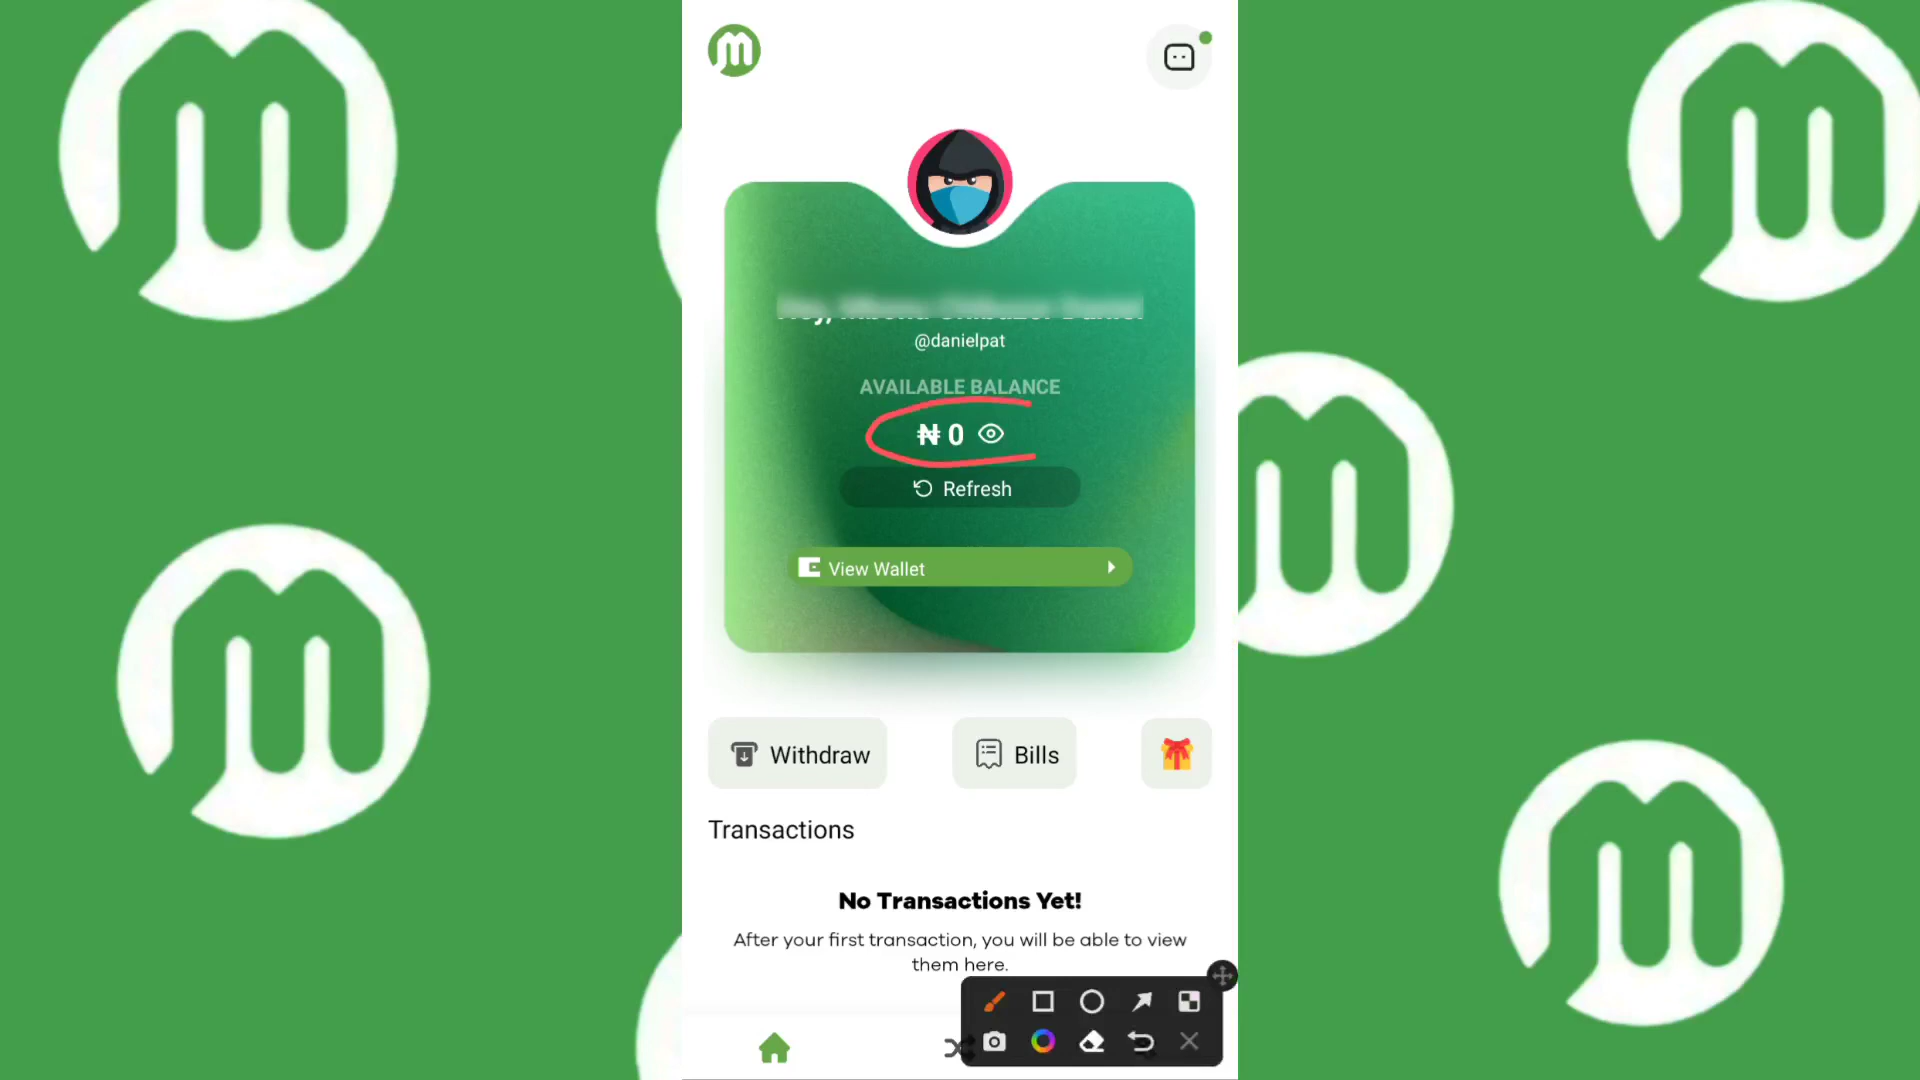 @danielpat
AVAILABLE BALANCE
₦ 0
Refresh
View Wallet
Withdraw
Bills
Transactions
No Transactions Yet!
After your first transaction, you will be able to view
them here.